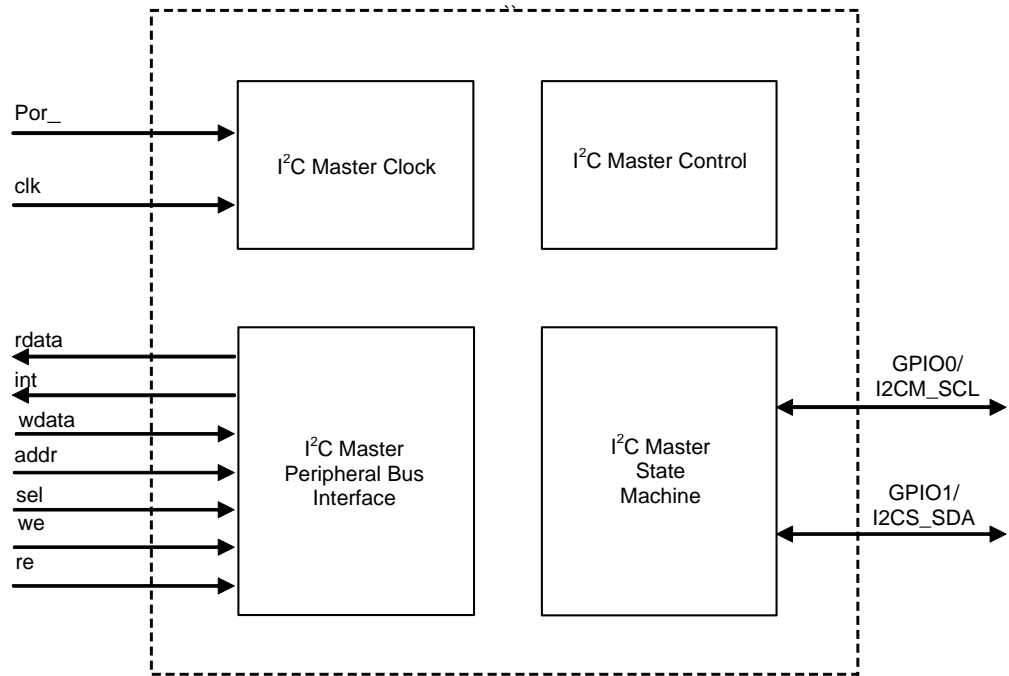 Por_
clk
I²C Master Clock
I²C Master Control
rdata
int
wdata
addr
sel
we
re
I²C Master
Peripheral Bus
Interface
I²C Master
State
Machine
GPIO0/
I2CM_SCL
GPIO1/
I2CS_SDA